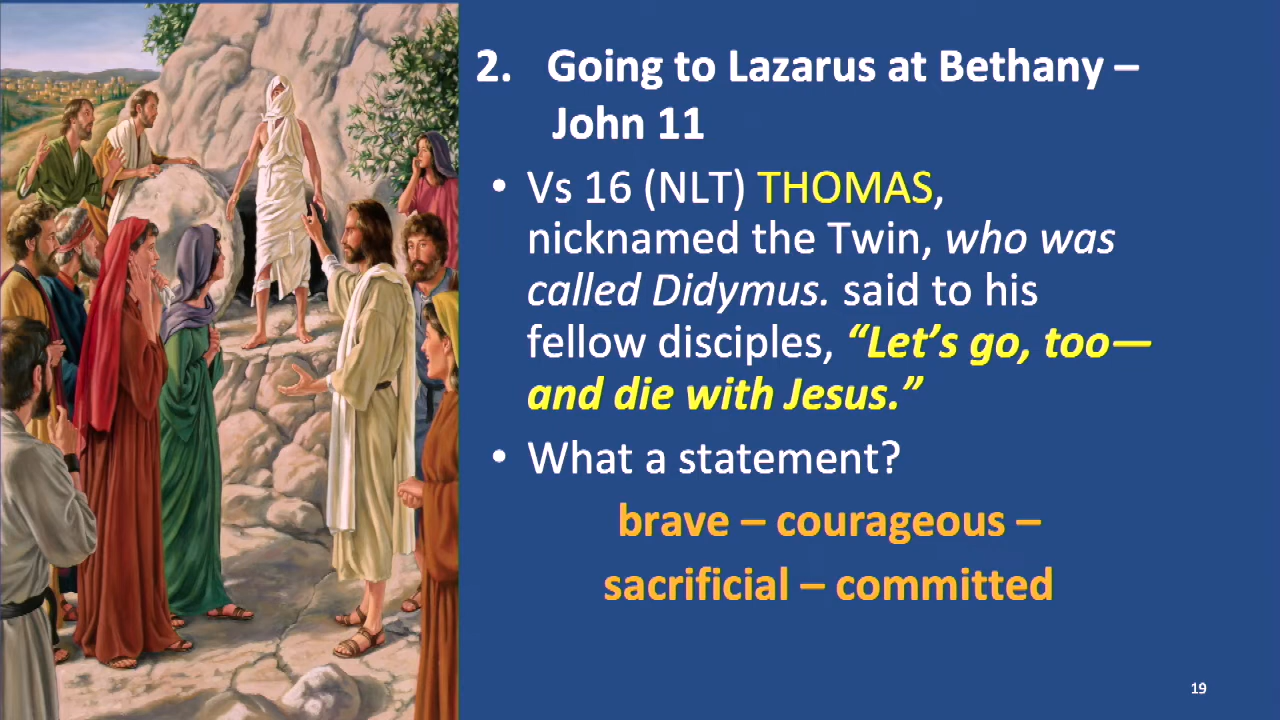 2. Going to Lazarus at Bethany –
John 11
• Vs 16 (NLT) THOMAS,
nicknamed the Twin, who was
called Didymus. said to his
fellow disciples, “Let’s go, too—
and die with Jesus.”
• What a statement?
brave – courageous –
sacrificial – committed
19